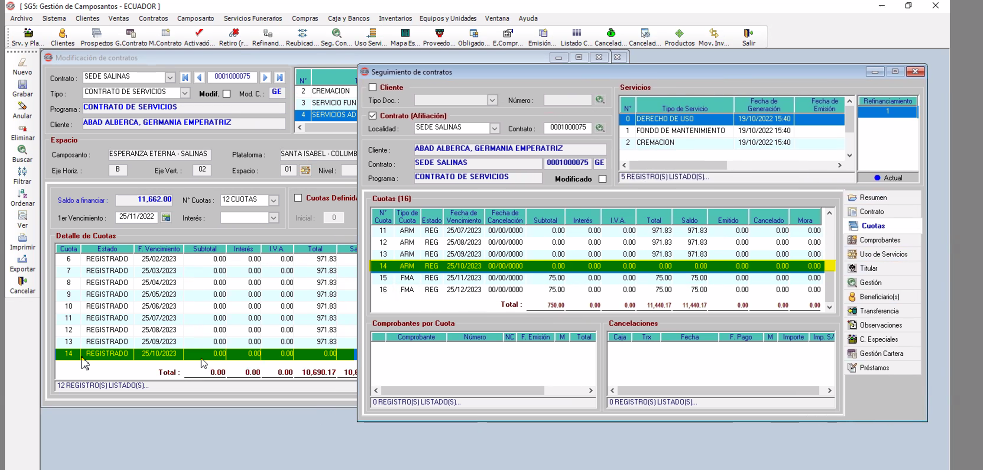 [ SG5: Gestión de Camposantos - ECUADOR ]
Archivo Sistema Clientes Ventas Contratos Camposanto Servicios Funerarios Compras Caja y Bancos Inventarios Equipos y Unidades Ventana Ayuda
Srv. y Pla... Clientes Prospectos G.Contrato M.Contrato Activació... Retiro (r... Refinanci... Reubicad... Seg. Con... Uso Servi... Mapa Es... Proveedo... Obligado... E.Compr... Emisión... Listado C... Cancelad... Cancelad... Productos Mov. Inv... Salir
Nuevo
Grabar
Anular
Eliminar
Buscar
Filtrar
Ordenar
Ver
Imprimir
Exportar
Cancelar
Modificación de contratos
Contrato : SEDE SALINAS 0001000075
Tipo : CONTRATO DE SERVICIOS Modif. Mod. C. : GE
Programa : CONTRATO DE SERVICIOS
Cliente : ABAD ALBERCA, GERMANIA EMPERATRIZ
N°
2 CREMACION
3 SERVICIO FUN
4 SERVICIOS AD
Espacio
Camposanto : ESPERANZA ETERNA - SALINAS Plataforma : SANTA ISABEL - COLUMB
Eje Horiz. : B Eje Vert. : 02 Espacio : 01 Nivel :
Saldo a financiar : 11,662.00 N° Cuotas : 12 CUOTAS Cuotas Definida
1er Vencimiento : 25/11/2022 Interés : Inicial : 0
Detalle de Cuotas
Cuota Estado F. Vencimiento Subtotal Interés I.V.A. Total Sa
6 REGISTRADO 25/02/2023 0.00 0.00 0.00 971.83
7 REGISTRADO 25/03/2023 0.00 0.00 0.00 971.83
8 REGISTRADO 25/04/2023 0.00 0.00 0.00 971.83
9 REGISTRADO 25/05/2023 0.00 0.00 0.00 971.83
10 REGISTRADO 25/06/2023 0.00 0.00 0.00 971.83
11 REGISTRADO 25/07/2023 0.00 0.00 0.00 971.83
12 REGISTRADO 25/08/2023 0.00 0.00 0.00 971.83
13 REGISTRADO 25/09/2023 0.00 0.00 0.00 971.83
14 REGISTRADO 25/10/2023 0.00 0.00 0.00 0.00
Total : 0.00 0.00 0.00 10,690.17 10,6
12 REGISTRO(S) LISTADO(S)...
Seguimiento de contratos
Cliente
Tipo Doc. : Número :
Contrato (Afiliación)
Localidad : SEDE SALINAS Contrato : 0001000075
Cliente : ABAD ALBERCA, GERMANIA EMPERATRIZ
Contrato : SEDE SALINAS 0001000075 GE
Programa : CONTRATO DE SERVICIOS Modificado
Servicios
N° Tipo de Servicio Fecha de Generación Fecha de Emisión
0 DERECHO DE USO 19/10/2022 15:40
1 FONDO DE MANTENIMIENTO 19/10/2022 15:40
2 CREMACION 19/10/2022 15:40
5 REGISTRO(S) LISTADO(S)...
Refinanciamiento
1
Actual
Cuotas (16)
N° Cuota Tipo de Cuota Estado Fecha de Vencimiento Fecha de Cancelación Subtotal Interés I.V.A. Total Saldo Emitido Cancelado Mora
11 ARM REG 25/07/2023 00/00/0000 0.00 0.00 0.00 971.83 971.83 0.00 0.00 0.00
12 ARM REG 25/08/2023 00/00/0000 0.00 0.00 0.00 971.83 971.83 0.00 0.00 0.00
13 ARM REG 25/09/2023 00/00/0000 0.00 0.00 0.00 971.83 971.83 0.00 0.00 0.00
14 ARM REG 25/10/2023 00/00/0000 0.00 0.00 0.00 0.00 0.00 0.00 0.00 0.00
15 FMA REG 25/11/2023 00/00/0000 75.00 0.00 0.00 75.00 75.00 0.00 0.00 0.00
16 FMA REG 25/12/2023 00/00/0000 75.00 0.00 0.00 75.00 75.00 0.00 0.00 0.00
Total : 750.00 0.00 0.00 11,440.17 11,440.17 0.00 0.00 0.00
Comprobantes por Cuota
Comprobante Número NC F. Emisión M Total
0 REGISTRO(S) LISTADO(S)...
Cancelaciones
Caja Trx Fecha F. Pago M Importe Imp. S/
0 REGISTRO(S) LISTADO(S)...
Resumen
Contrato
Cuotas
Comprobantes
Uso de Servicios
Titular
Gestión
Beneficiario(s)
Transferencia
Observaciones
C. Especiales
Gestión Cartera
Préstamos